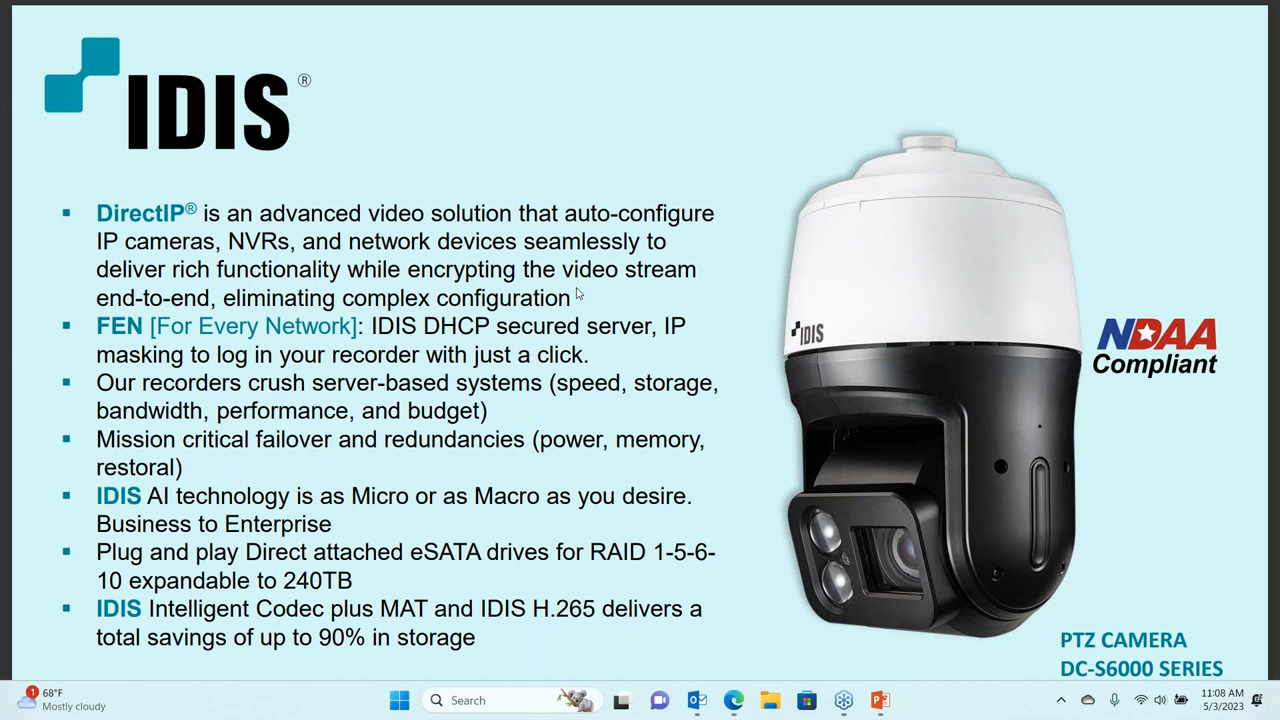 IDIS®
DirectIP® is an advanced video solution that auto-configure
IP cameras, NVRs, and network devices seamlessly to
deliver rich functionality while encrypting the video stream
end-to-end, eliminating complex configuration
FEN [For Every Network]: IDIS DHCP secured server, IP
masking to log in your recorder with just a click.
Our recorders crush server-based systems (speed, storage,
bandwidth, performance, and budget)
Mission critical failover and redundancies (power, memory,
restoral)
IDIS AI technology is as Micro or as Macro as you desire.
Business to Enterprise
Plug and play Direct attached eSATA drives for RAID 1-5-6-
10 expandable to 240TB
IDIS Intelligent Codec plus MAT and IDIS H.265 delivers a
total savings of up to 90% in storage
IDIS
NDAA
Compliant
PTZ CAMERA
DC-S6000 SERIES
1
68°F
Mostly cloudy
Search
11:08 AM
5/3/2023